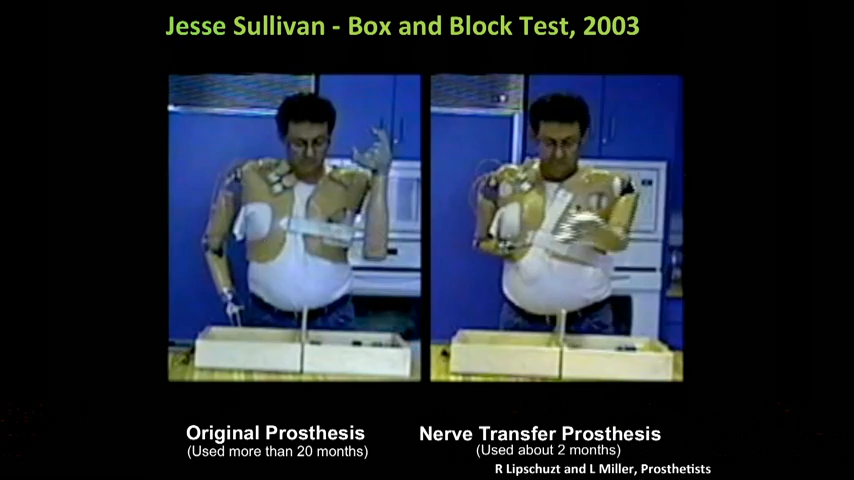 Jesse Sullivan - Box and Block Test, 2003
Original Prosthesis
(Used more than 20 months)
Nerve Transfer Prosthesis
(Used about 2 months)
R Lipschuzt and L Miller, Prosthetists